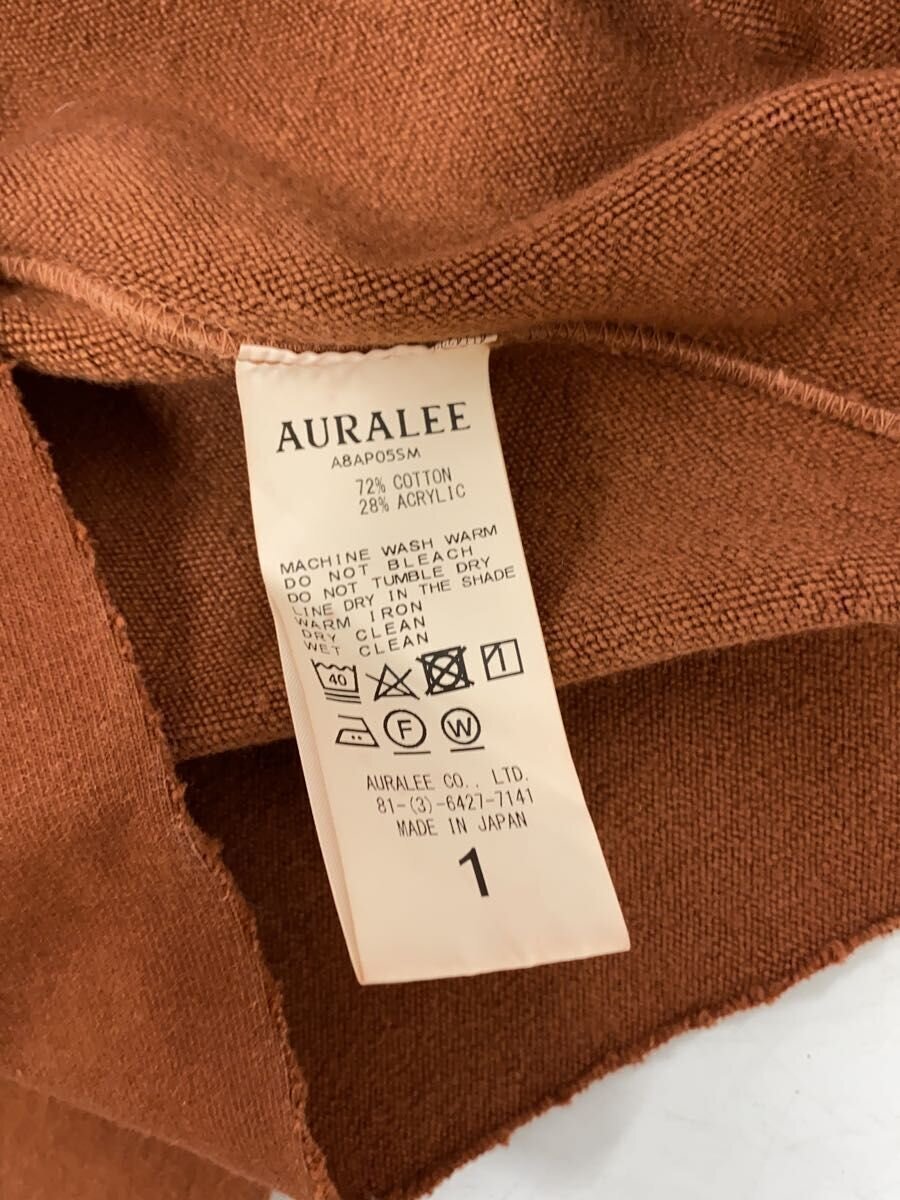 AURALEE
A8AP05SM
72% COTTON
28% ACRYLIC
MACHINE WASH WARM
DO NOT BLEACH
DO NOT TUMBLE DRY
LINE DRY IN THE SHADE
WARM IRON
DRY CLEAN
WET CLEAN
40
F W
AURALEE CO., LTD.
81-(3)-6427-7141
MADE IN JAPAN
1